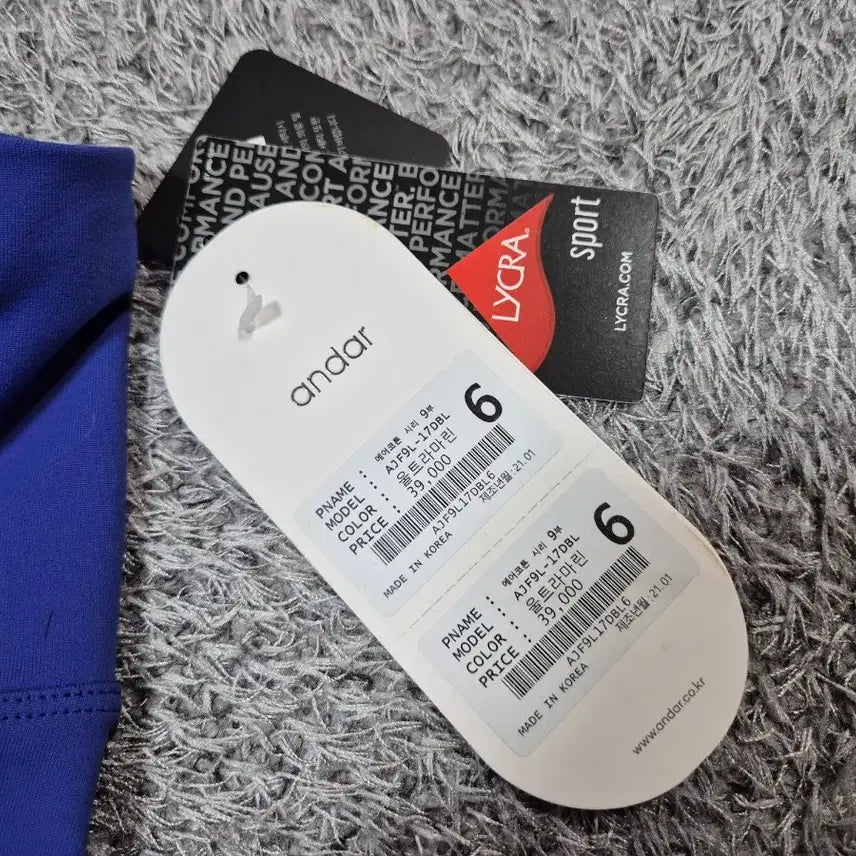 andar
PNAME : 에어코튼 시리 9부
MODEL : AJF9L-17DBL
COLOR : 울트라마린
PRICE : 39,000
6
AJF9L17DBL6
제조년월:21.01
MADE IN KOREA
PNAME : 에어코튼 시리 9부
MODEL : AJF9L-17DBL
COLOR : 울트라마린
PRICE : 39,000
6
AJF9L17DBL6
제조년월:21.01
MADE IN KOREA
www.andar.co.kr
LYCRA®
sport
LYCRA.COM